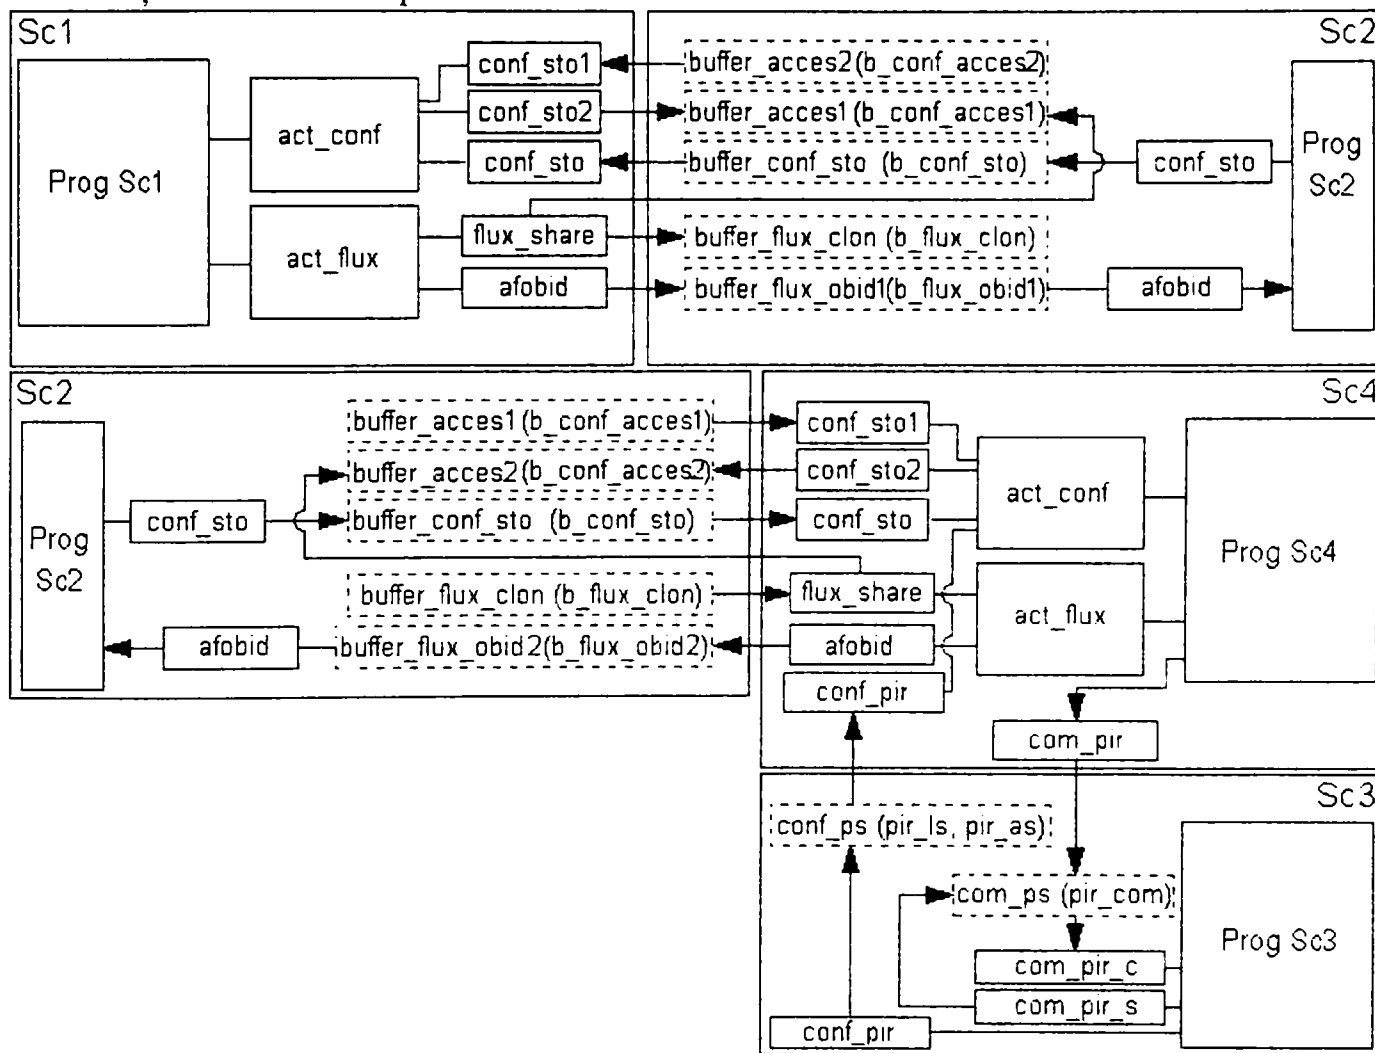 Sc1
Prog Sc1
act_conf
act_flux
conf_sto1
conf_sto2
conf_sto
flux_share
afobid
Sc2
buffer_acces2 (b_conf_acces2)
buffer_acces1 (b_conf_acces1)
buffer_conf_sto (b_conf_sto)
buffer_flux_clon (b_flux_clon)
buffer_flux_obid1(b_flux_obid1)
conf_sto
afobid
Prog
Sc2
Sc2
Prog
Sc2
conf_sto
afobid
buffer_acces1 (b_conf_acces1)
buffer_acces2 (b_conf_acces2)
buffer_conf_sto (b_conf_sto)
buffer_flux_clon (b_flux_clon)
buffer_flux_obid2(b_flux_obid2)
Sc4
conf_sto1
conf_sto2
conf_sto
flux_share
afobid
conf_pir
act_conf
act_flux
Prog Sc4
com_pir
Sc3
conf_ps (pir_ls, pir_as)
com_ps (pir_com)
com_pir_c
com_pir_s
conf_pir
Prog Sc3